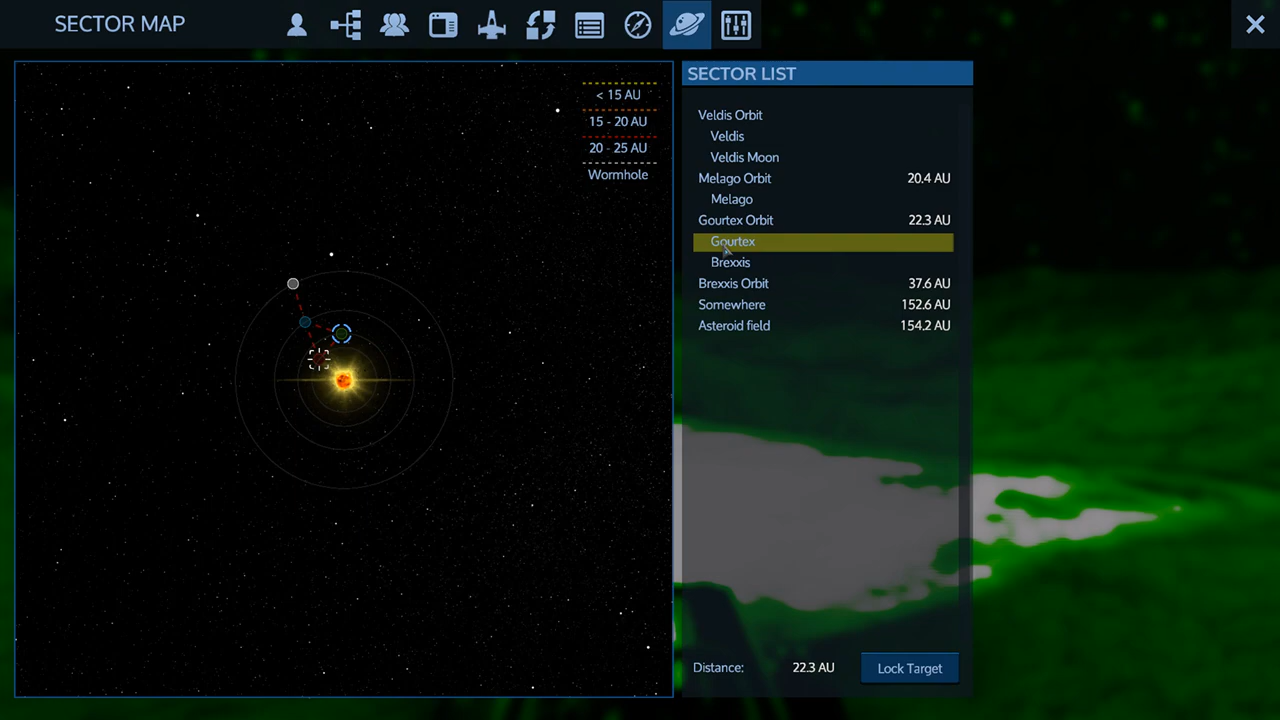 SECTOR MAP
< 15 AU
15 - 20 AU
20 - 25 AU
Wormhole
SECTOR LIST
Veldis Orbit
Veldis
Veldis Moon
Melago Orbit 20.4 AU
Melago
Gourtex Orbit 22.3 AU
Gourtex
Brexxis
Brexxis Orbit 37.6 AU
Somewhere 152.6 AU
Asteroid field 154.2 AU
Distance: 22.3 AU Lock Target